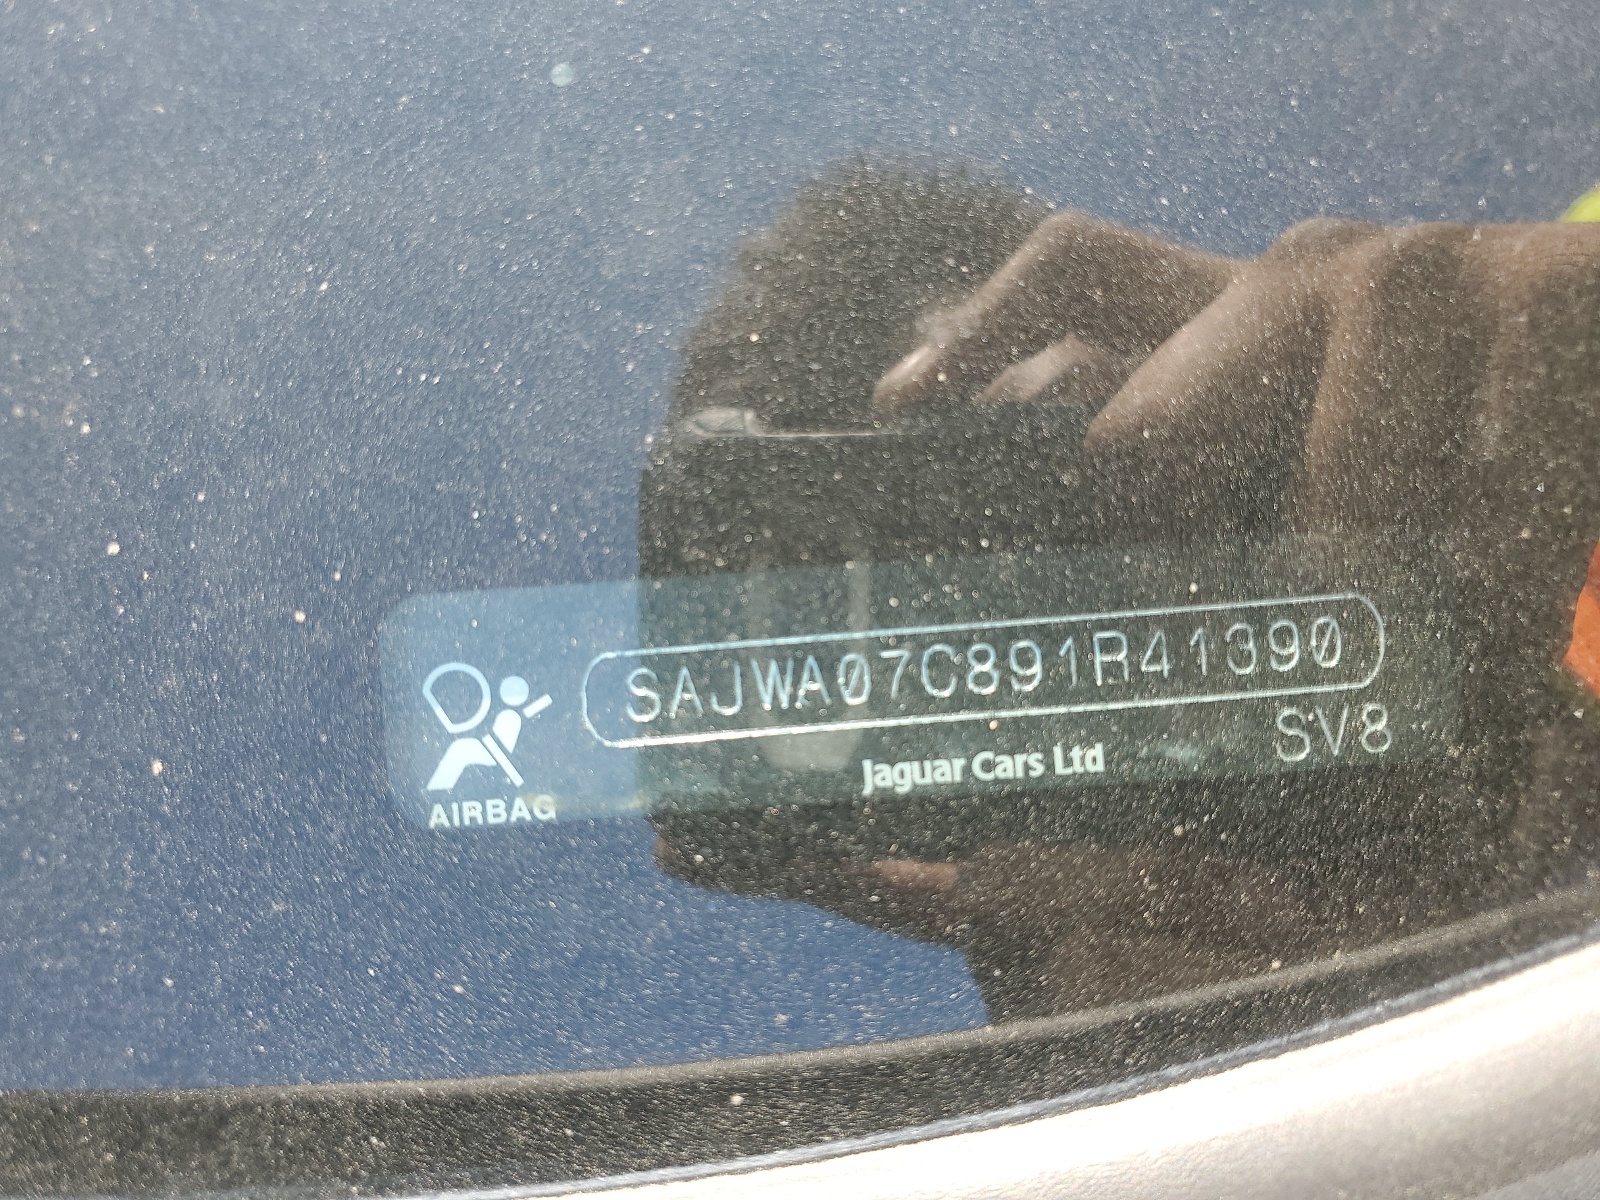 SAJWA07C891R41390
SV8
Jaguar Cars Ltd
AIRBAG